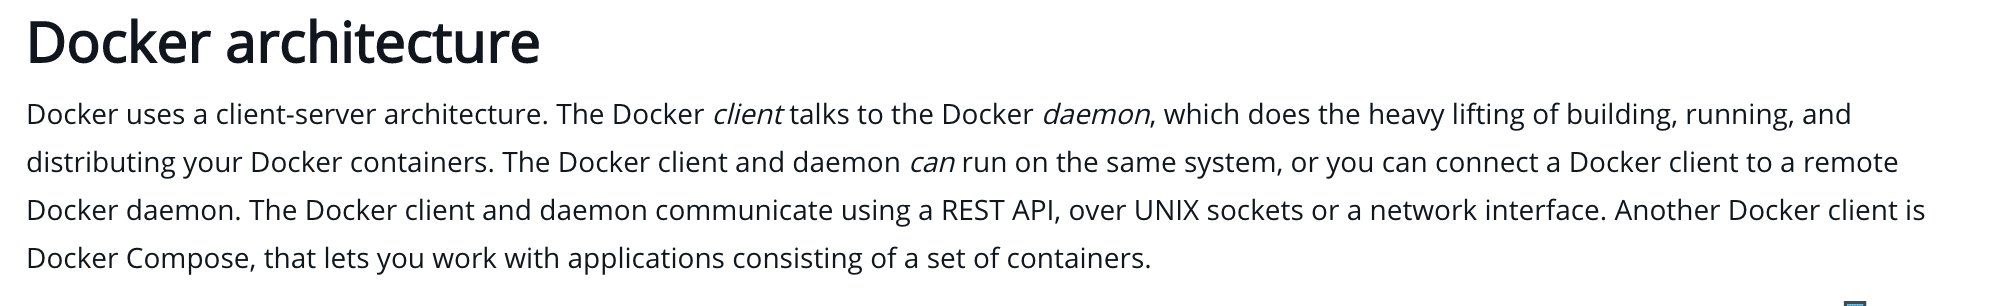 Docker architecture
Docker uses a client-server architecture. The Docker client talks to the Docker daemon, which does the heavy lifting of building, running, and
distributing your Docker containers. The Docker client and daemon can run on the same system, or you can connect a Docker client to a remote
Docker daemon. The Docker client and daemon communicate using a REST API, over UNIX sockets or a network interface. Another Docker client is
Docker Compose, that lets you work with applications consisting of a set of containers.